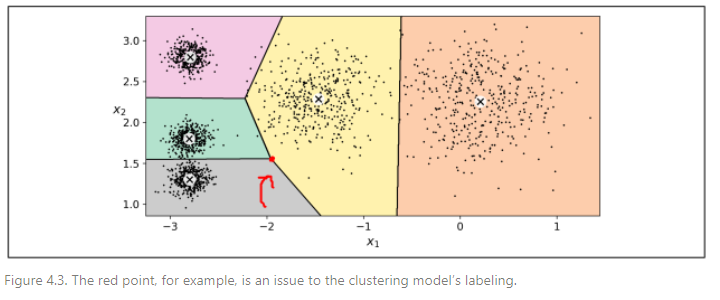 3.0
2.5
x₂
2.0
1.5
1.0
−3 −2 −1 0 1
x₁
Figure 4.3. The red point, for example, is an issue to the clustering model’s labeling.